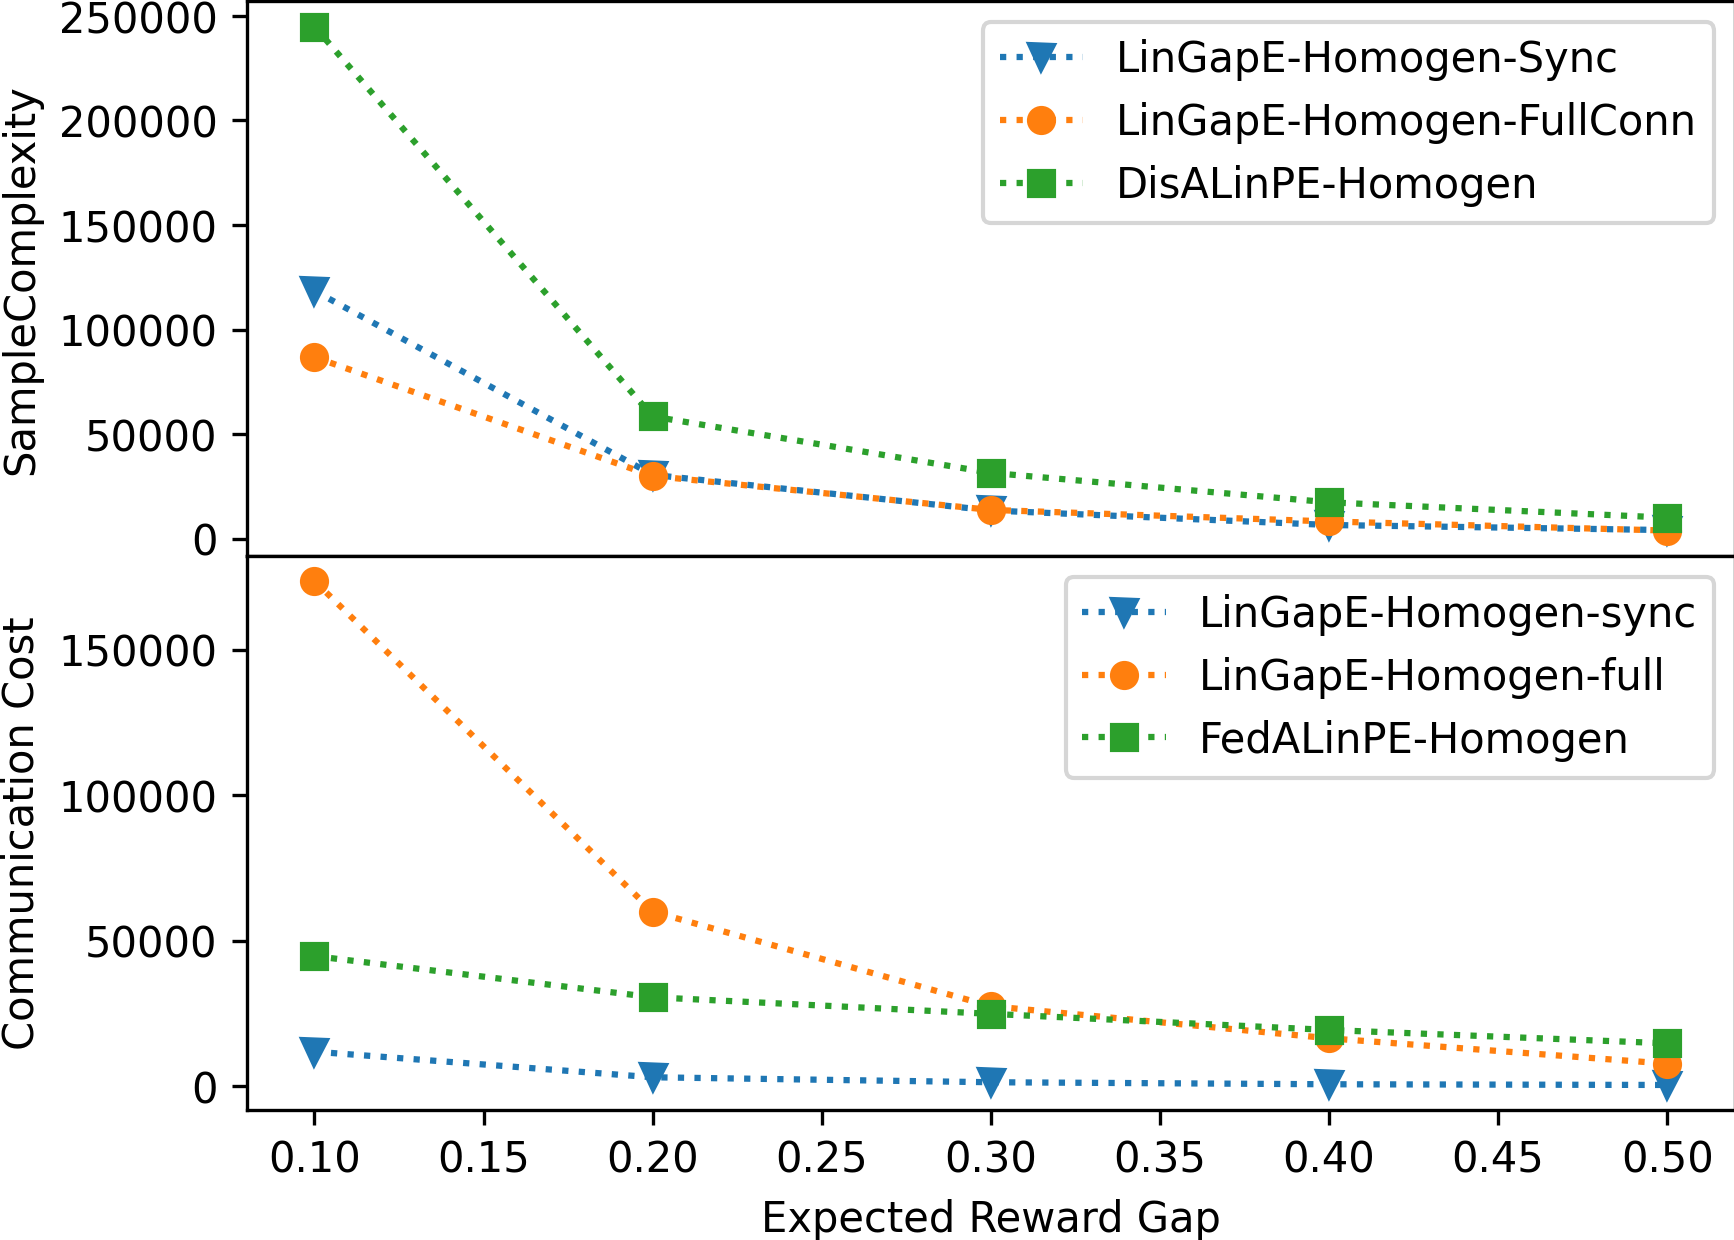 SampleComplexity
250000
200000
150000
100000
50000
0
LinGapE-Homogen-Sync
LinGapE-Homogen-FullConn
DisALinPE-Homogen
Communication Cost
150000
100000
50000
0
LinGapE-Homogen-sync
LinGapE-Homogen-full
FedALinPE-Homogen
0.10 0.15 0.20 0.25 0.30 0.35 0.40 0.45 0.50
Expected Reward Gap